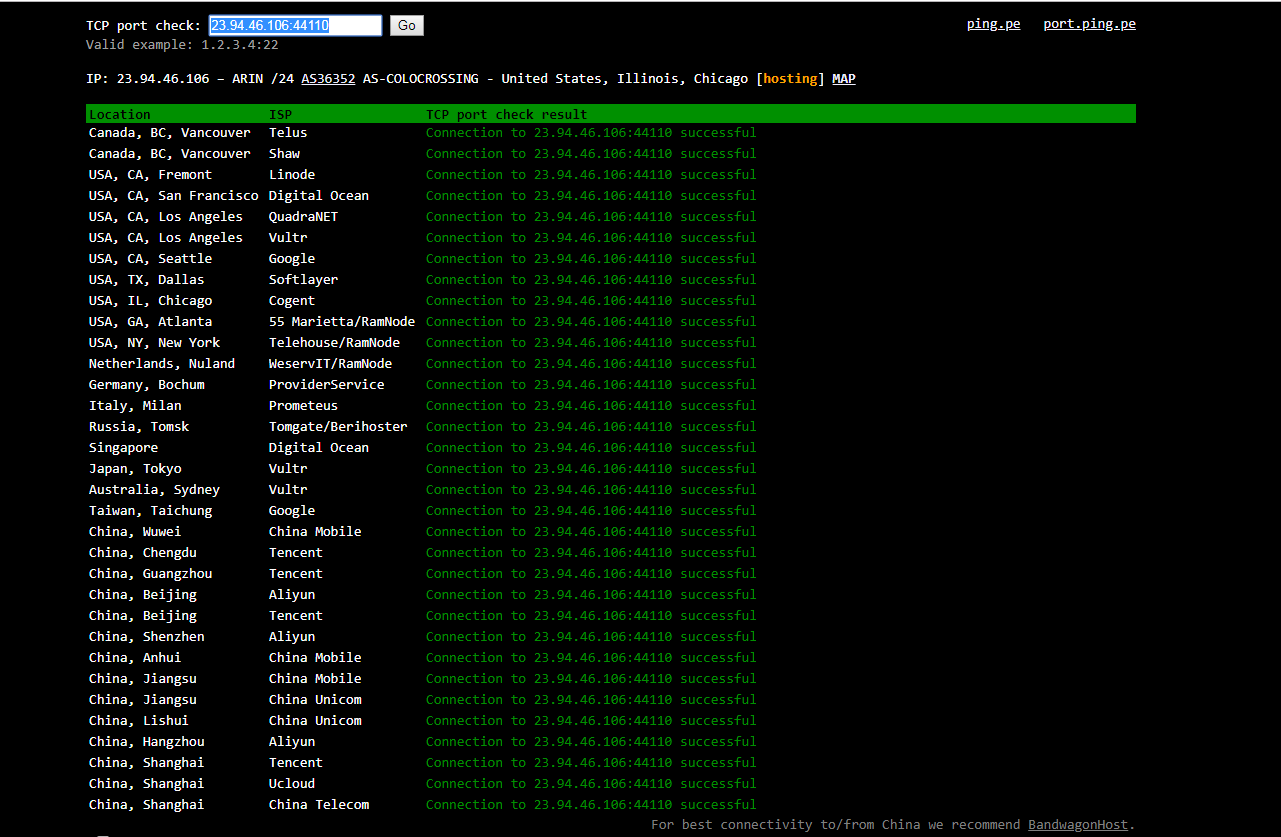 TCP port check: 23.94.46.106:44110 Go ping.pe port.ping.pe
Valid example: 1.2.3.4:22
IP: 23.94.46.106 – ARIN /24 AS36352 AS-COLOCROSSING - United States, Illinois, Chicago [hosting] MAP
Location ISP TCP port check result
Canada, BC, Vancouver Telus Connection to 23.94.46.106:44110 successful
Canada, BC, Vancouver Shaw Connection to 23.94.46.106:44110 successful
USA, CA, Fremont Linode Connection to 23.94.46.106:44110 successful
USA, CA, San Francisco Digital Ocean Connection to 23.94.46.106:44110 successful
USA, CA, Los Angeles QuadraNET Connection to 23.94.46.106:44110 successful
USA, CA, Los Angeles Vultr Connection to 23.94.46.106:44110 successful
USA, CA, Seattle Google Connection to 23.94.46.106:44110 successful
USA, TX, Dallas Softlayer Connection to 23.94.46.106:44110 successful
USA, IL, Chicago Cogent Connection to 23.94.46.106:44110 successful
USA, GA, Atlanta 55 Marietta/RamNode Connection to 23.94.46.106:44110 successful
USA, NY, New York Telehouse/RamNode Connection to 23.94.46.106:44110 successful
Netherlands, Nuland WeservIT/RamNode Connection to 23.94.46.106:44110 successful
Germany, Bochum ProviderService Connection to 23.94.46.106:44110 successful
Italy, Milan Prometeus Connection to 23.94.46.106:44110 successful
Russia, Tomsk Tomgate/Berihoster Connection to 23.94.46.106:44110 successful
Singapore Digital Ocean Connection to 23.94.46.106:44110 successful
Japan, Tokyo Vultr Connection to 23.94.46.106:44110 successful
Australia, Sydney Vultr Connection to 23.94.46.106:44110 successful
Taiwan, Taichung Google Connection to 23.94.46.106:44110 successful
China, Wuwei China Mobile Connection to 23.94.46.106:44110 successful
China, Chengdu Tencent Connection to 23.94.46.106:44110 successful
China, Guangzhou Tencent Connection to 23.94.46.106:44110 successful
China, Beijing Aliyun Connection to 23.94.46.106:44110 successful
China, Beijing Tencent Connection to 23.94.46.106:44110 successful
China, Shenzhen Aliyun Connection to 23.94.46.106:44110 successful
China, Anhui China Mobile Connection to 23.94.46.106:44110 successful
China, Jiangsu China Mobile Connection to 23.94.46.106:44110 successful
China, Jiangsu China Unicom Connection to 23.94.46.106:44110 successful
China, Lishui China Unicom Connection to 23.94.46.106:44110 successful
China, Hangzhou Aliyun Connection to 23.94.46.106:44110 successful
China, Shanghai Tencent Connection to 23.94.46.106:44110 successful
China, Shanghai Ucloud Connection to 23.94.46.106:44110 successful
China, Shanghai China Telecom Connection to 23.94.46.106:44110 successful
For best connectivity to/from China we recommend BandwagonHost.